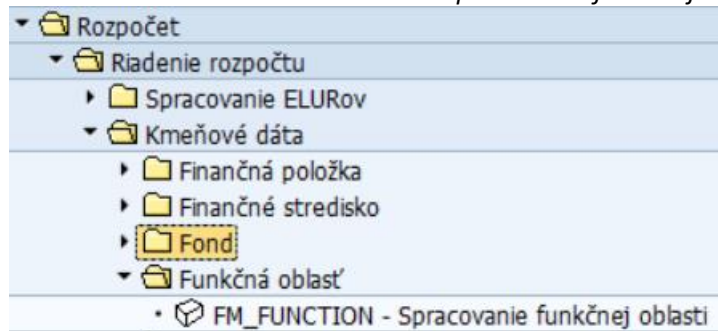 Rozpočet
Riadenie rozpočtu
Spracovanie ELURov
Kmeňové dáta
Finančná položka
Finančné stredisko
Fond
Funkčná oblasť
FM_FUNCTION - Spracovanie funkčnej oblasti